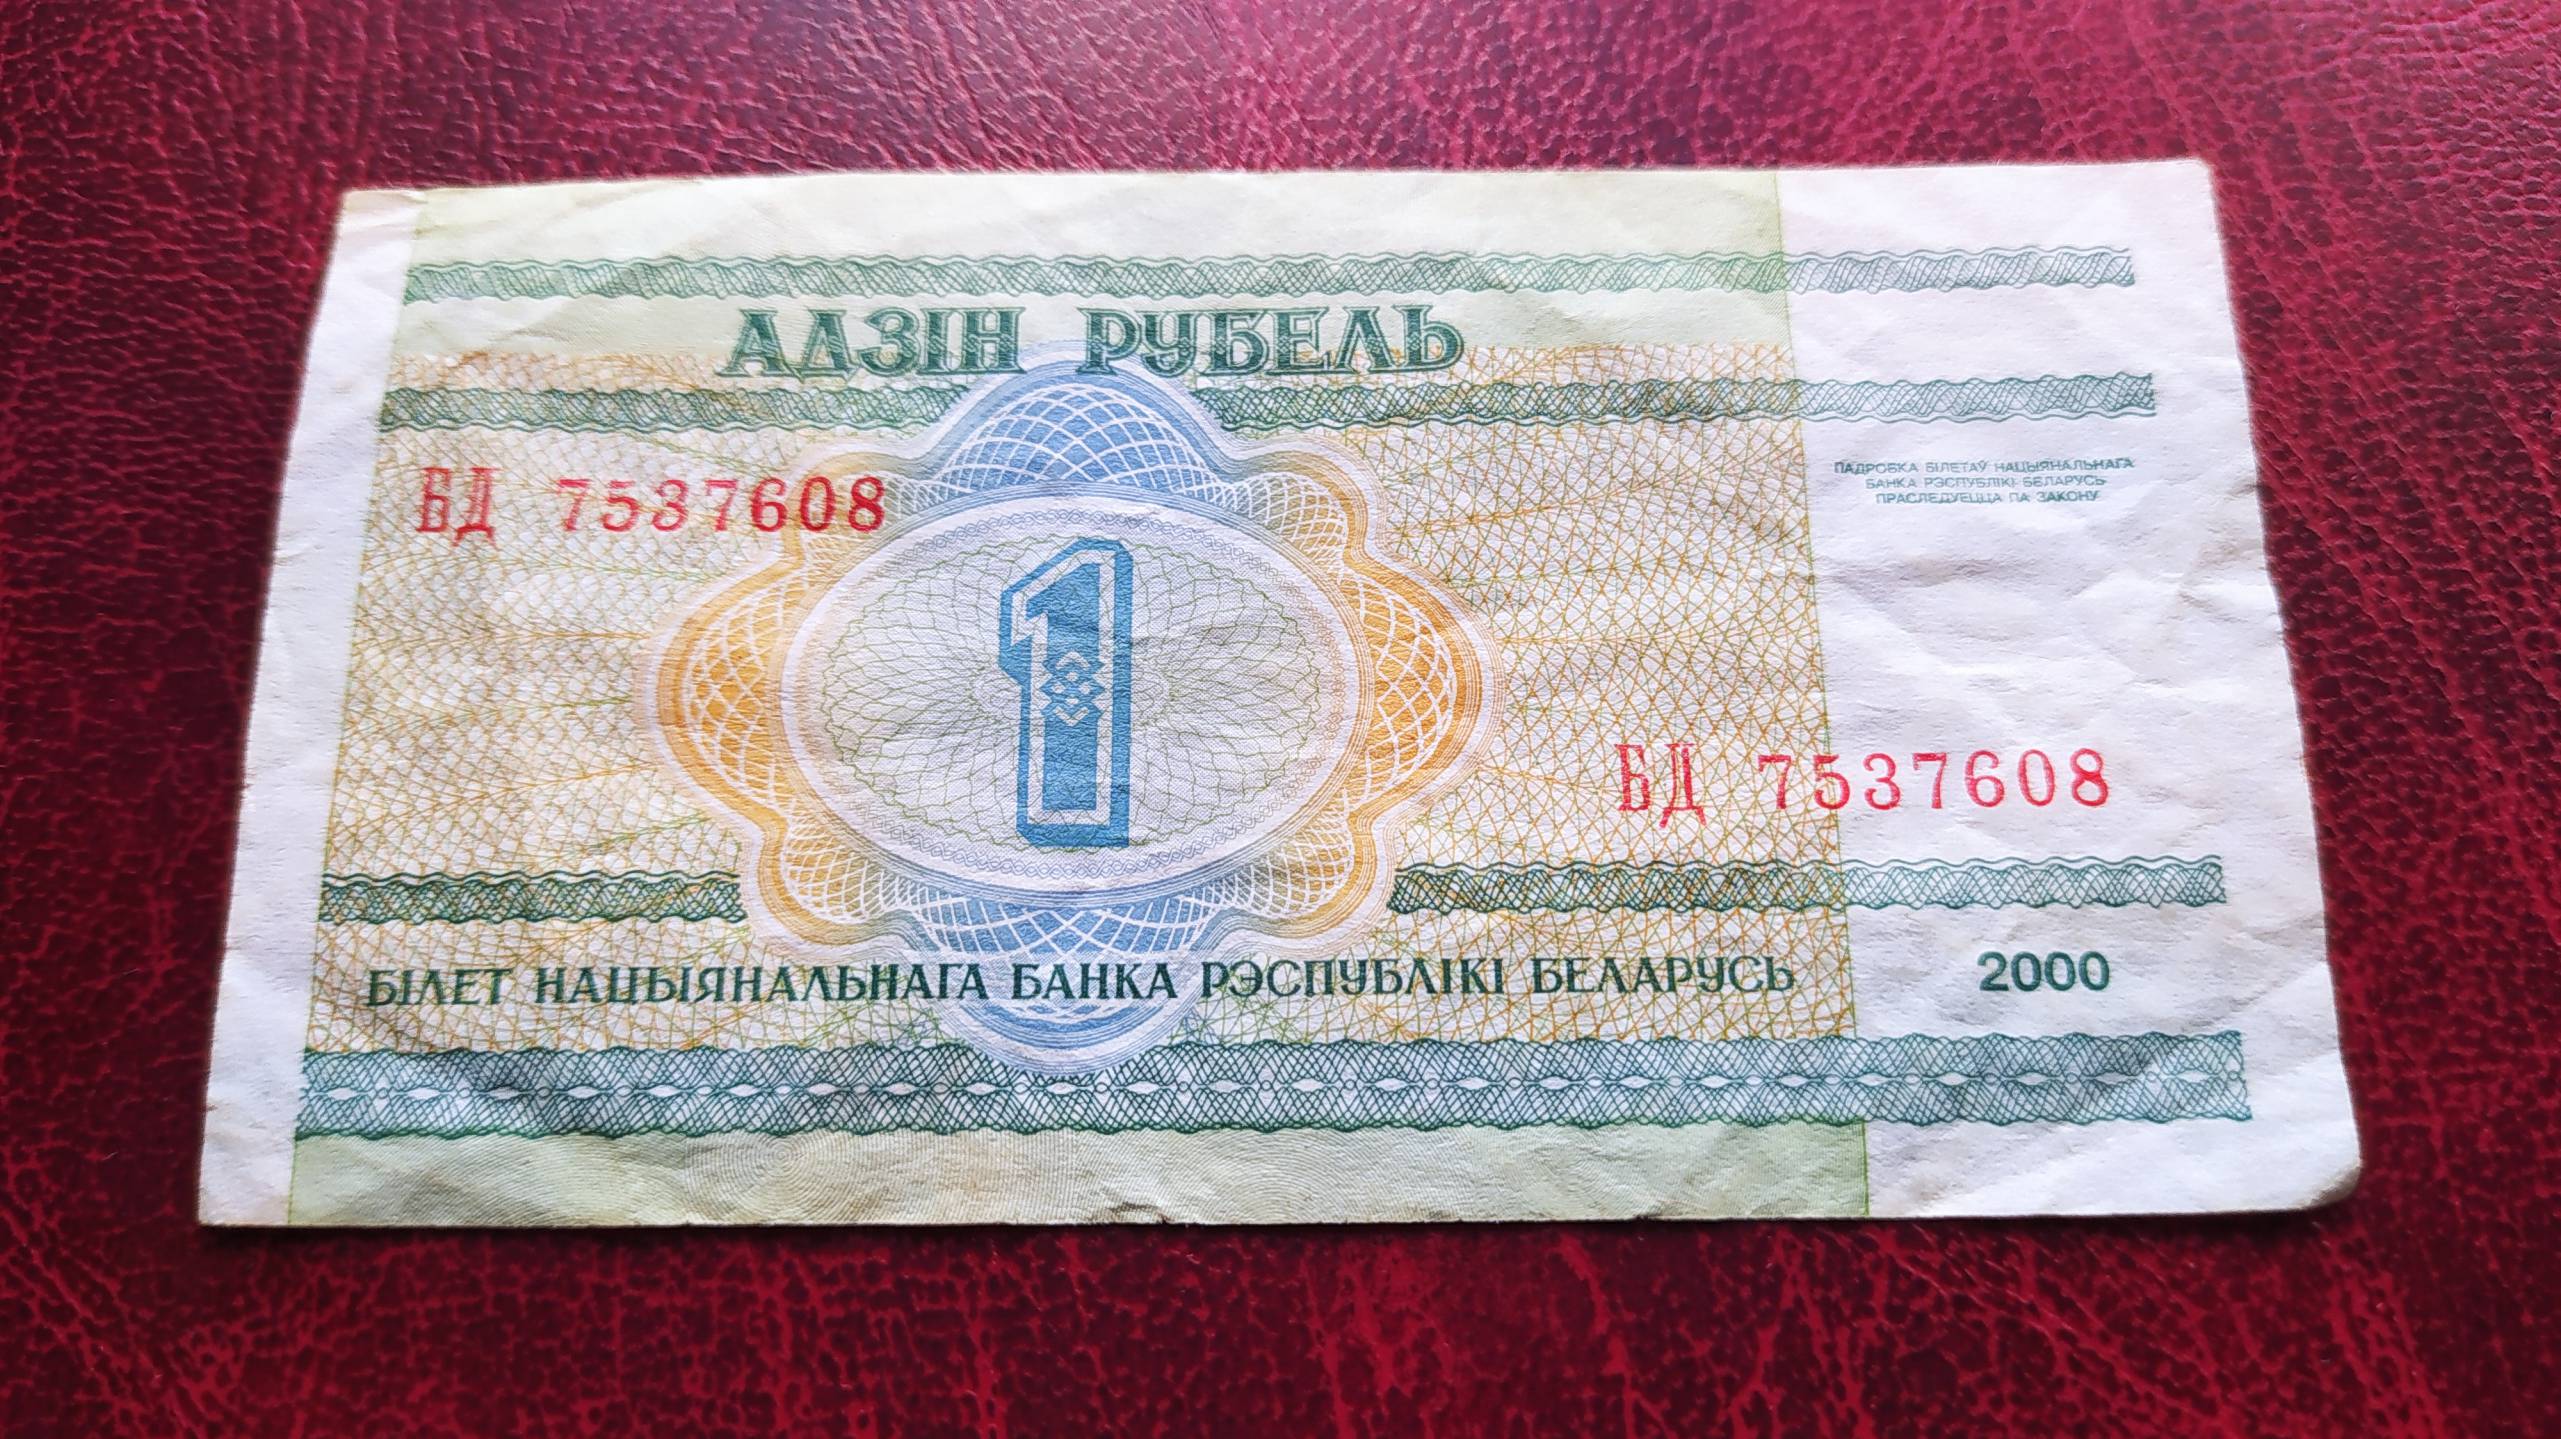 АДЗІН РУБЕЛЬ
БД 7537608
ПАДРОБКА БІЛЕТАЎ НАЦЫЯНАЛЬНАГА
БАНКА РЭСПУБЛІКІ БЕЛАРУСЬ
ПРАСЛЕДУЕЦЦА ПА ЗАКОНУ
1
БД 7537608
БІЛЕТ НАЦЫЯНАЛЬНАГА БАНКА РЭСПУБЛІКІ БЕЛАРУСЬ
2000